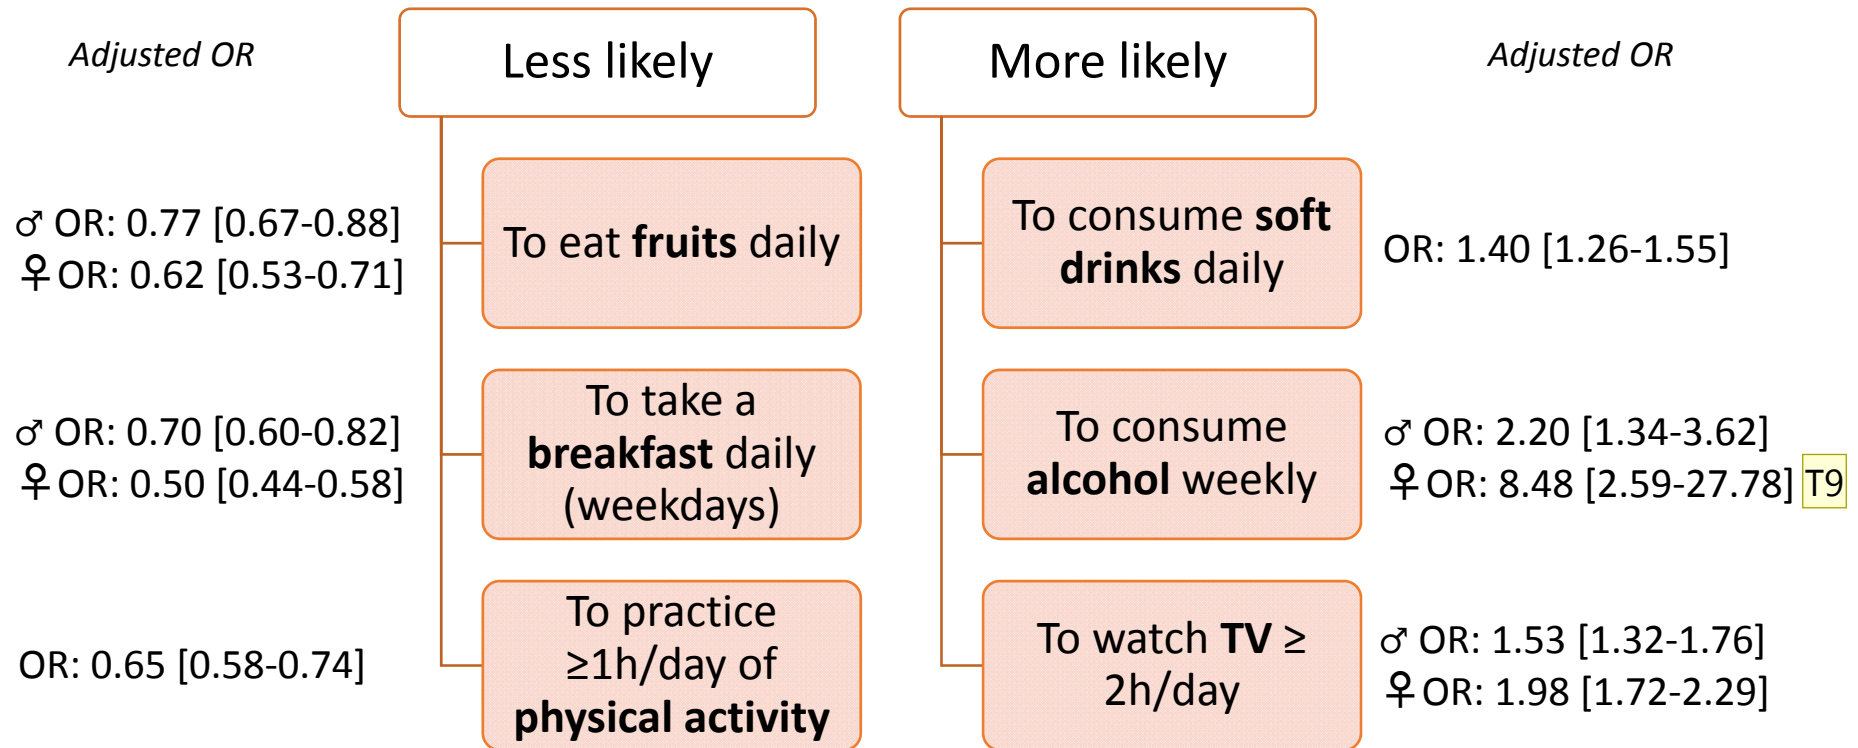 Adjusted OR
Less likely
More likely
Adjusted OR
♂ OR: 0.77 [0.67-0.88]
♀OR: 0.62 [0.53-0.71]
To eat fruits daily
To consume soft
drinks daily
OR: 1.40 [1.26-1.55]
♂ OR: 0.70 [0.60-0.82]
♀OR: 0.50 [0.44-0.58]
To take a
breakfast daily
(weekdays)
To consume
alcohol weekly
♂ OR: 2.20 [1.34-3.62]
♀OR: 8.48 [2.59-27.78] T9
OR: 0.65 [0.58-0.74]
To practice
≥1h/day of
physical activity
To watch TV ≥
2h/day
♂ OR: 1.53 [1.32-1.76]
♀OR: 1.98 [1.72-2.29]